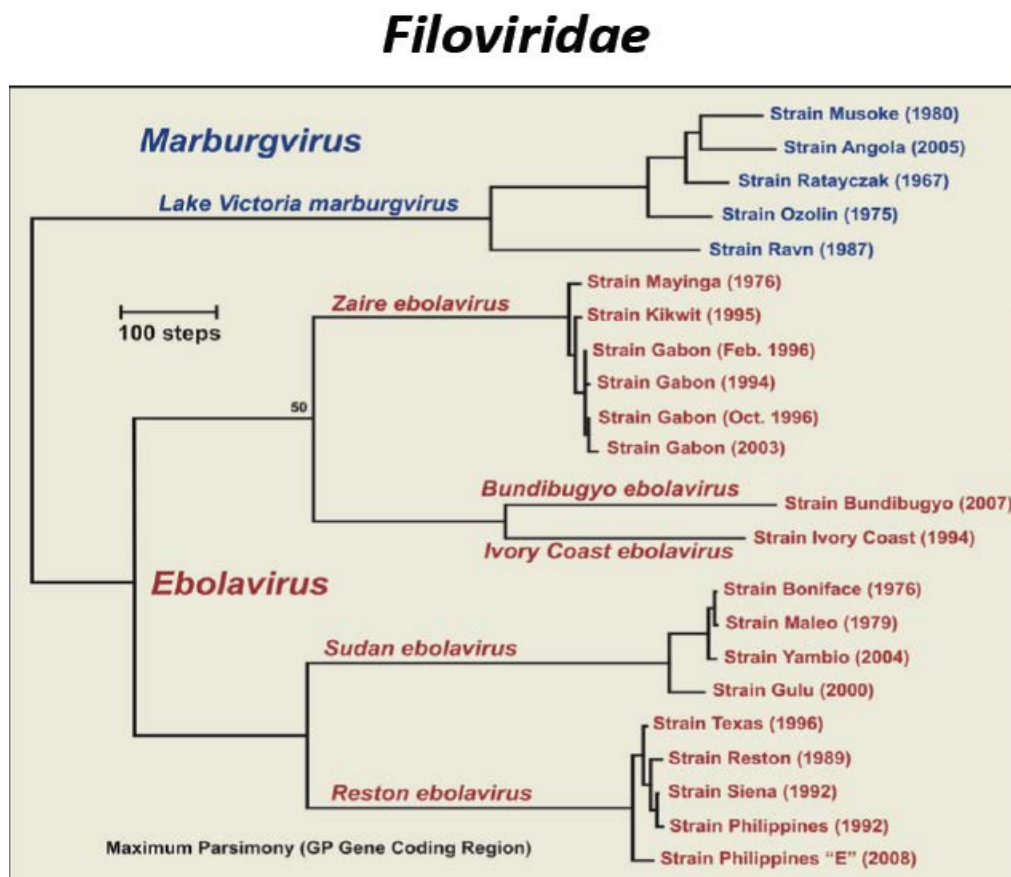 Filoviridae
Marburgvirus
Lake Victoria marburgvirus
Strain Musoke (1980)
Strain Angola (2005)
Strain Ratayczak (1967)
Strain Ozolin (1975)
Strain Ravn (1987)
100 steps
Zaire ebolavirus
Strain Mayinga (1976)
Strain Kikwit (1995)
Strain Gabon (Feb. 1996)
Strain Gabon (1994)
Strain Gabon (Oct. 1996)
Strain Gabon (2003)
50
Bundibugyo ebolavirus
Strain Bundibugyo (2007)
Strain Ivory Coast (1994)
Ivory Coast ebolavirus
Ebolavirus
Sudan ebolavirus
Strain Boniface (1976)
Strain Maleo (1979)
Strain Yambio (2004)
Strain Gulu (2000)
Reston ebolavirus
Strain Texas (1996)
Strain Reston (1989)
Strain Siena (1992)
Strain Philippines (1992)
Strain Philippines “E” (2008)
Maximum Parsimony (GP Gene Coding Region)